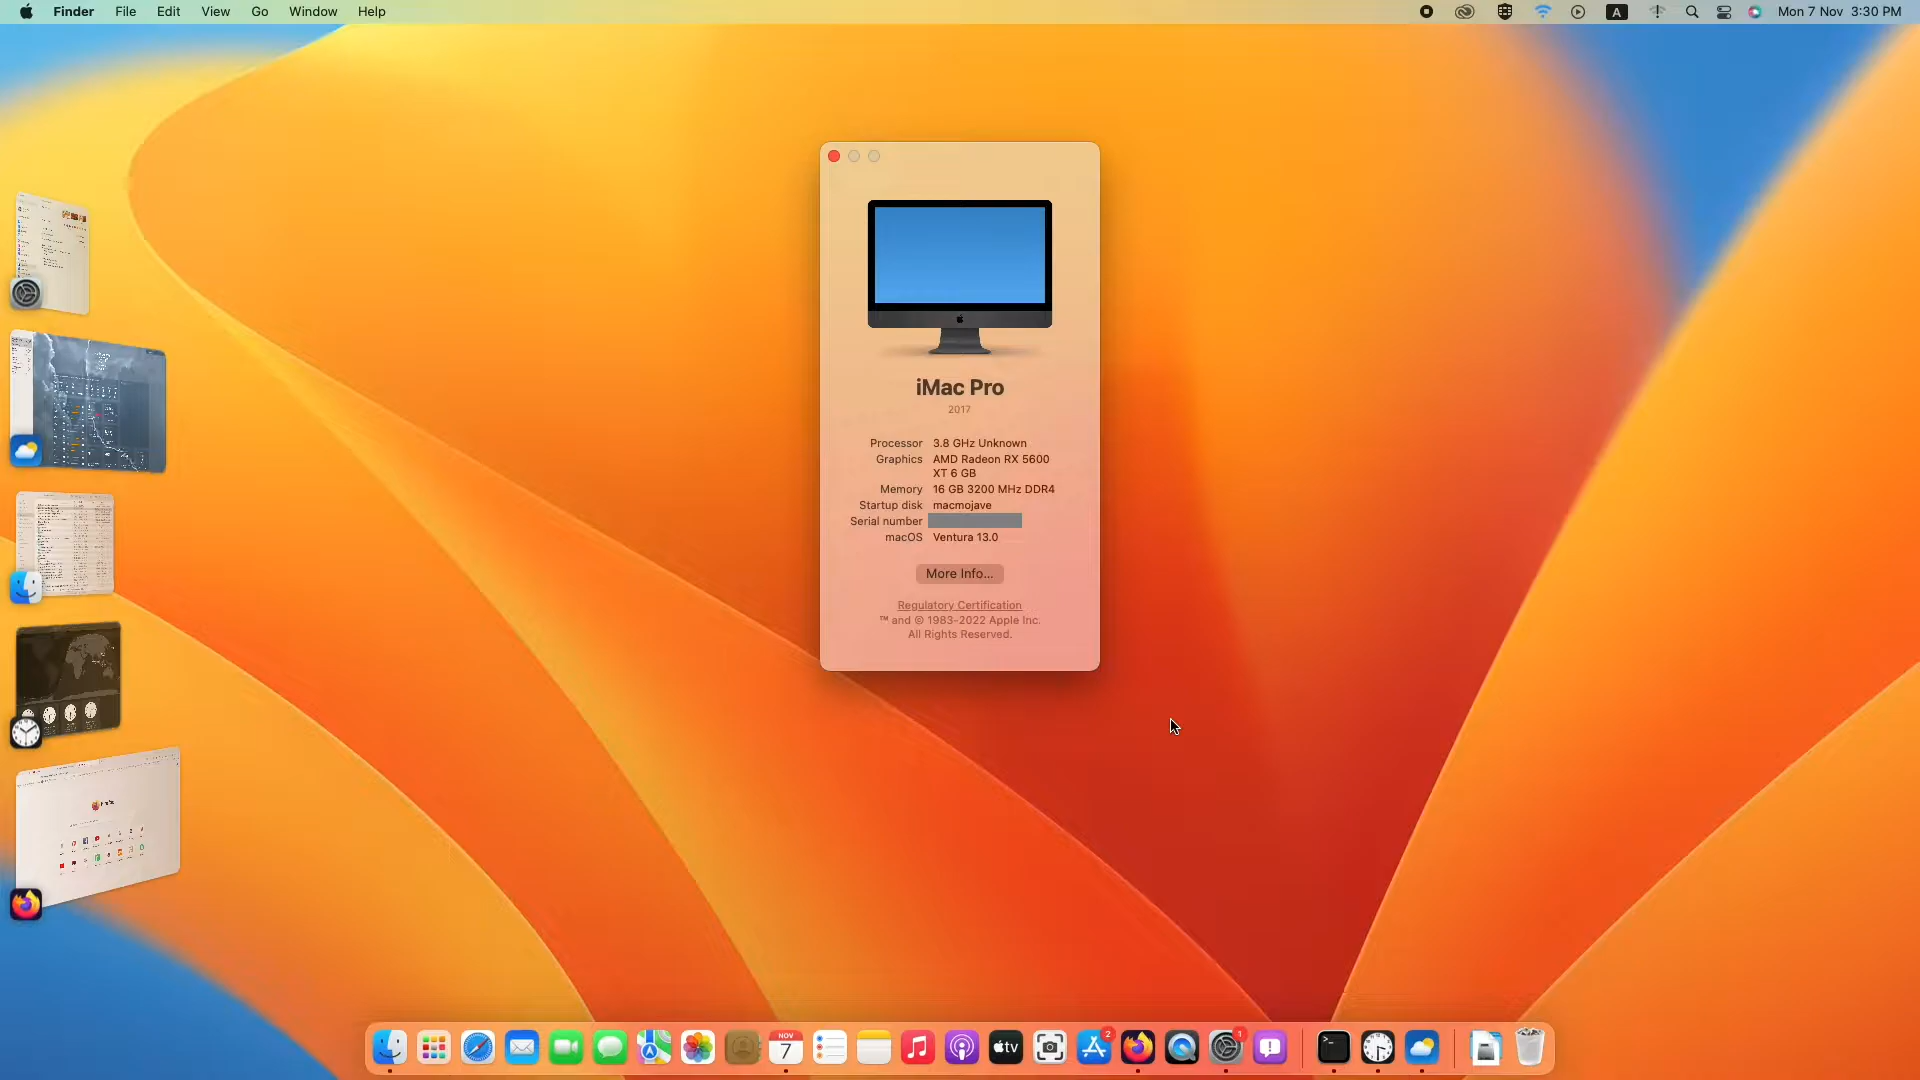 Finder File Edit View Go Window Help
A
Mon 7 Nov 3:30 PM
iMac Pro
2017
Processor 3.8 GHz Unknown
Graphics AMD Radeon RX 5600
XT 6 GB
Memory 16 GB 3200 MHz DDR4
Startup disk macmojave
Serial number
macOS Ventura 13.0
More Info...
Regulatory Certification
™ and © 1983-2022 Apple Inc.
All Rights Reserved.
NOV
7
tv
2
1